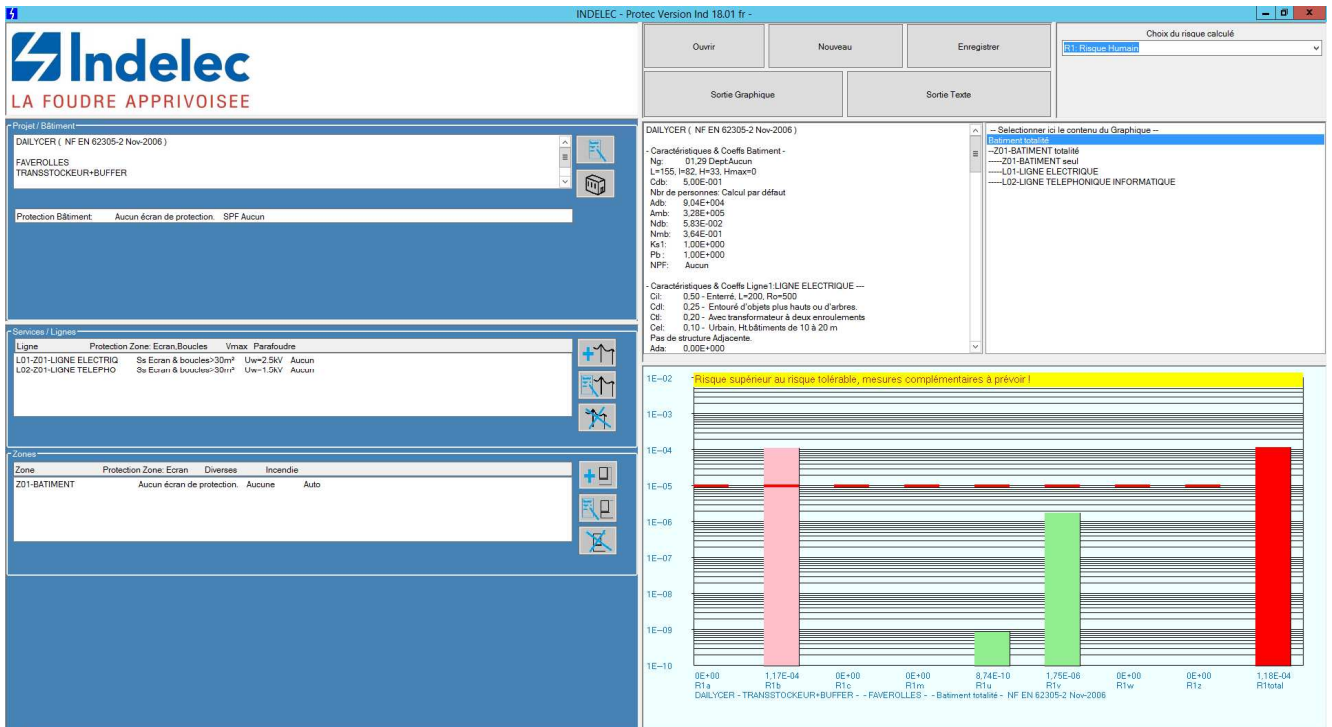 INDELEC - Protec Version Ind 18.01 fr -
Indelec
LA FOUDRE APPRIVOISEE
Ouvrir
Nouveau
Enregistrer
Sortie Graphique
Sortie Texte
Choix du risque calculé
R1: Risque Humain
Projet / Bâtiment
DAILYCER ( NF EN 62305-2 Nov-2006 )
FAVEROLLES
TRANSSTOCKEUR+BUFFER
Protection Bâtiment: Aucun écran de protection. SPF Aucun
Services / Lignes
Ligne Protection Zone: Ecran,Boucles Vmax Parafoudre
L01-Z01-LIGNE ELECTRIQ Ss Ecran & boucles>30m² Uw=2.5kV Aucun
L02-Z01-LIGNE TELEPHO Ss Ecran & boucles>30m² Uw=1.5kV Aucun
Zones
Zone Protection Zone: Ecran Diverses Incendie
Z01-BATIMENT Aucun écran de protection. Aucune Auto
DAILYCER ( NF EN 62305-2 Nov-2006 )
- Caractéristiques & Coeffs Batiment -
Ng: 01,29 Dept:Aucun
L=155, l=82, H=33, Hmax=0
Cdb: 5,00E-001
Nbr de personnes: Calcul par défaut
Adb: 9,04E+004
Amb: 3,28E+005
Ndb: 5,83E-002
Nmb: 3,64E-001
Ks1: 1,00E+000
Pb : 1,00E+000
NPF: Aucun
- Caractéristiques & Coeffs Ligne1:LIGNE ELECTRIQUE ---
Cil: 0,50 - Enterré, L=200, Ro=500
Cdl: 0,25 - Entouré d'objets plus hauts ou d'arbres.
Ctl: 0,20 - Avec transformateur à deux enroulements
Cel: 0,10 - Urbain, Ht.bâtiments de 10 à 20 m
Pas de structure Adjacente.
Ada: 0,00E+000
-- Selectionner ici le contenu du Graphique --
Batiment totalité
--Z01-BATIMENT totalité
-----Z01-BATIMENT seul
-----L01-LIGNE ELECTRIQUE
-----L02-LIGNE TELEPHONIQUE INFORMATIQUE
Risque supérieur au risque tolérable, mesures complémentaires à prévoir !
1E-02
1E-03
1E-04
1E-05
1E-06
1E-07
1E-08
1E-09
1E-10
0E+00 1,17E-04 0E+00 0E+00 8,74E-10 1,75E-06 0E+00 0E+00 1,18E-04
R1a R1b R1c R1m R1u R1v R1w R1z R1total
DAILYCER - TRANSSTOCKEUR+BUFFER - - FAVEROLLES - - Batiment totalité - NF EN 62305-2 Nov-2006